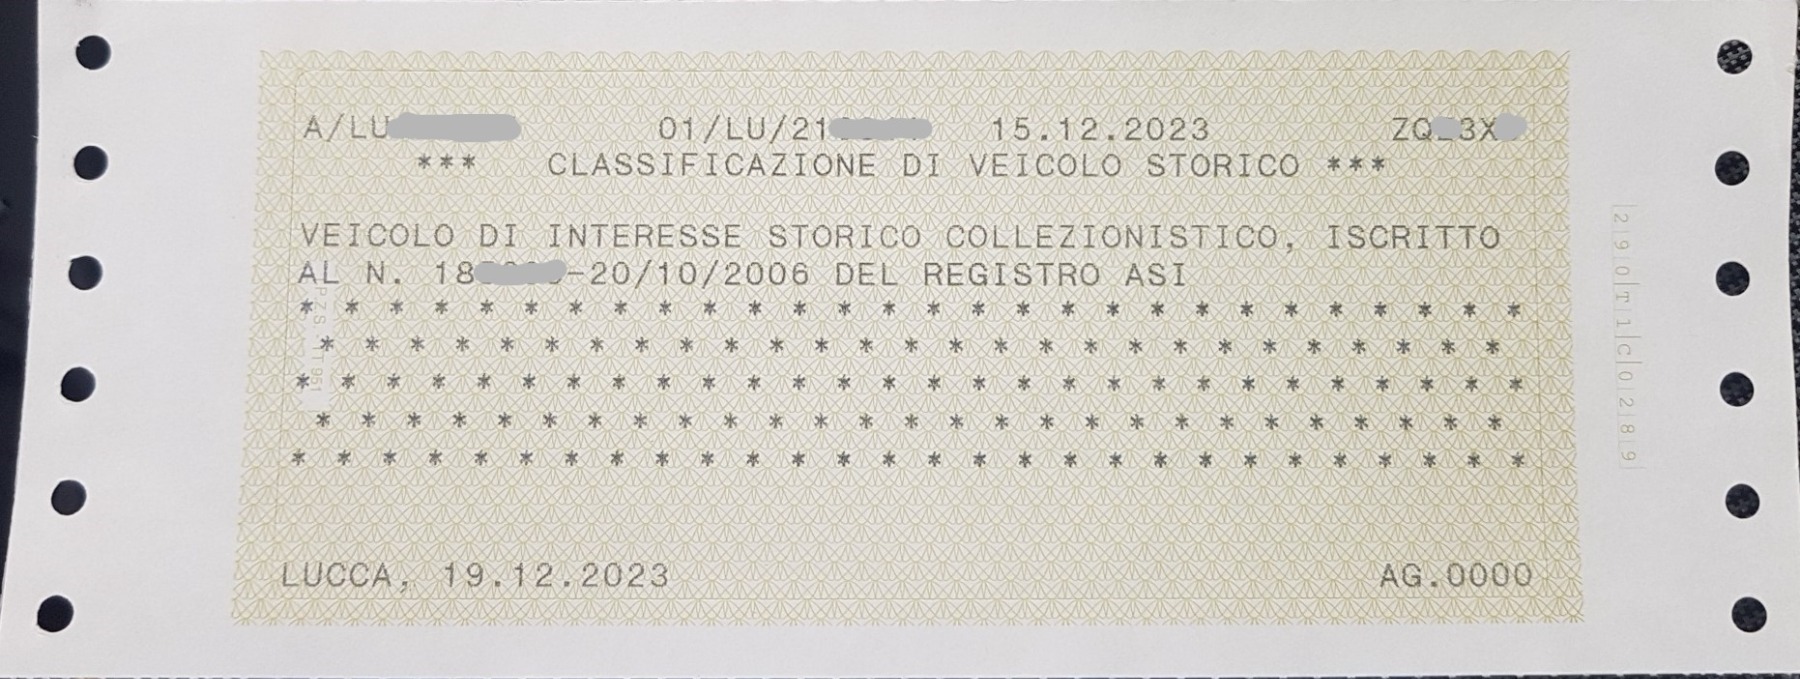 A/LU 01/LU/21 15.12.2023 ZQ 3X
*** CLASSIFICAZIONE DI VEICOLO STORICO ***
VEICOLO DI INTERESSE STORICO COLLEZIONISTICO, ISCRITTO
AL N. 18 -20/10/2006 DEL REGISTRO ASI
* * * * * * * * * * * * * * * * * * * * * * * * * * * *
* * * * * * * * * * * * * * * * * * * * * * * * * * *
* * * * * * * * * * * * * * * * * * * * * * * * * * * *
* * * * * * * * * * * * * * * * * * * * * * * * * * *
* * * * * * * * * * * * * * * * * * * * * * * * * * * *
LUCCA, 19.12.2023 AG.0000
290T1C0289